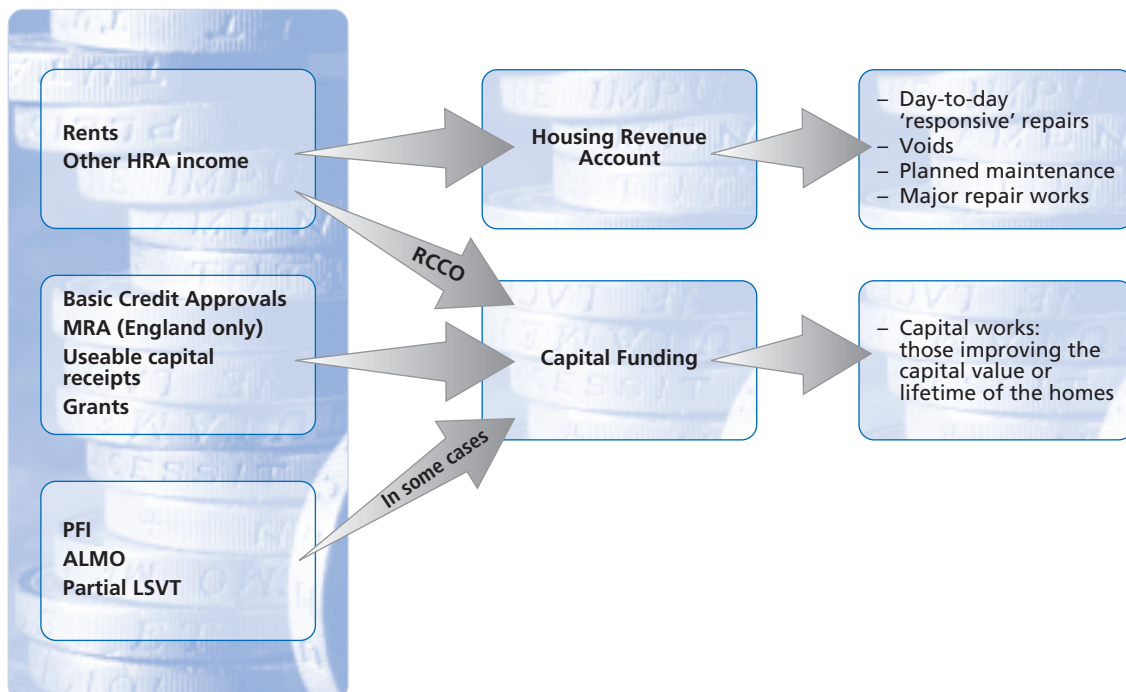 Rents
Other HRA income
Housing Revenue
Account
– Day-to-day
‘responsive’ repairs
– Voids
– Planned maintenance
– Major repair works
RCCO
Basic Credit Approvals
MRA (England only)
Useable capital
receipts
Grants
Capital Funding
– Capital works:
those improving the
capital value or
lifetime of the homes
In some cases
PFI
ALMO
Partial LSVT